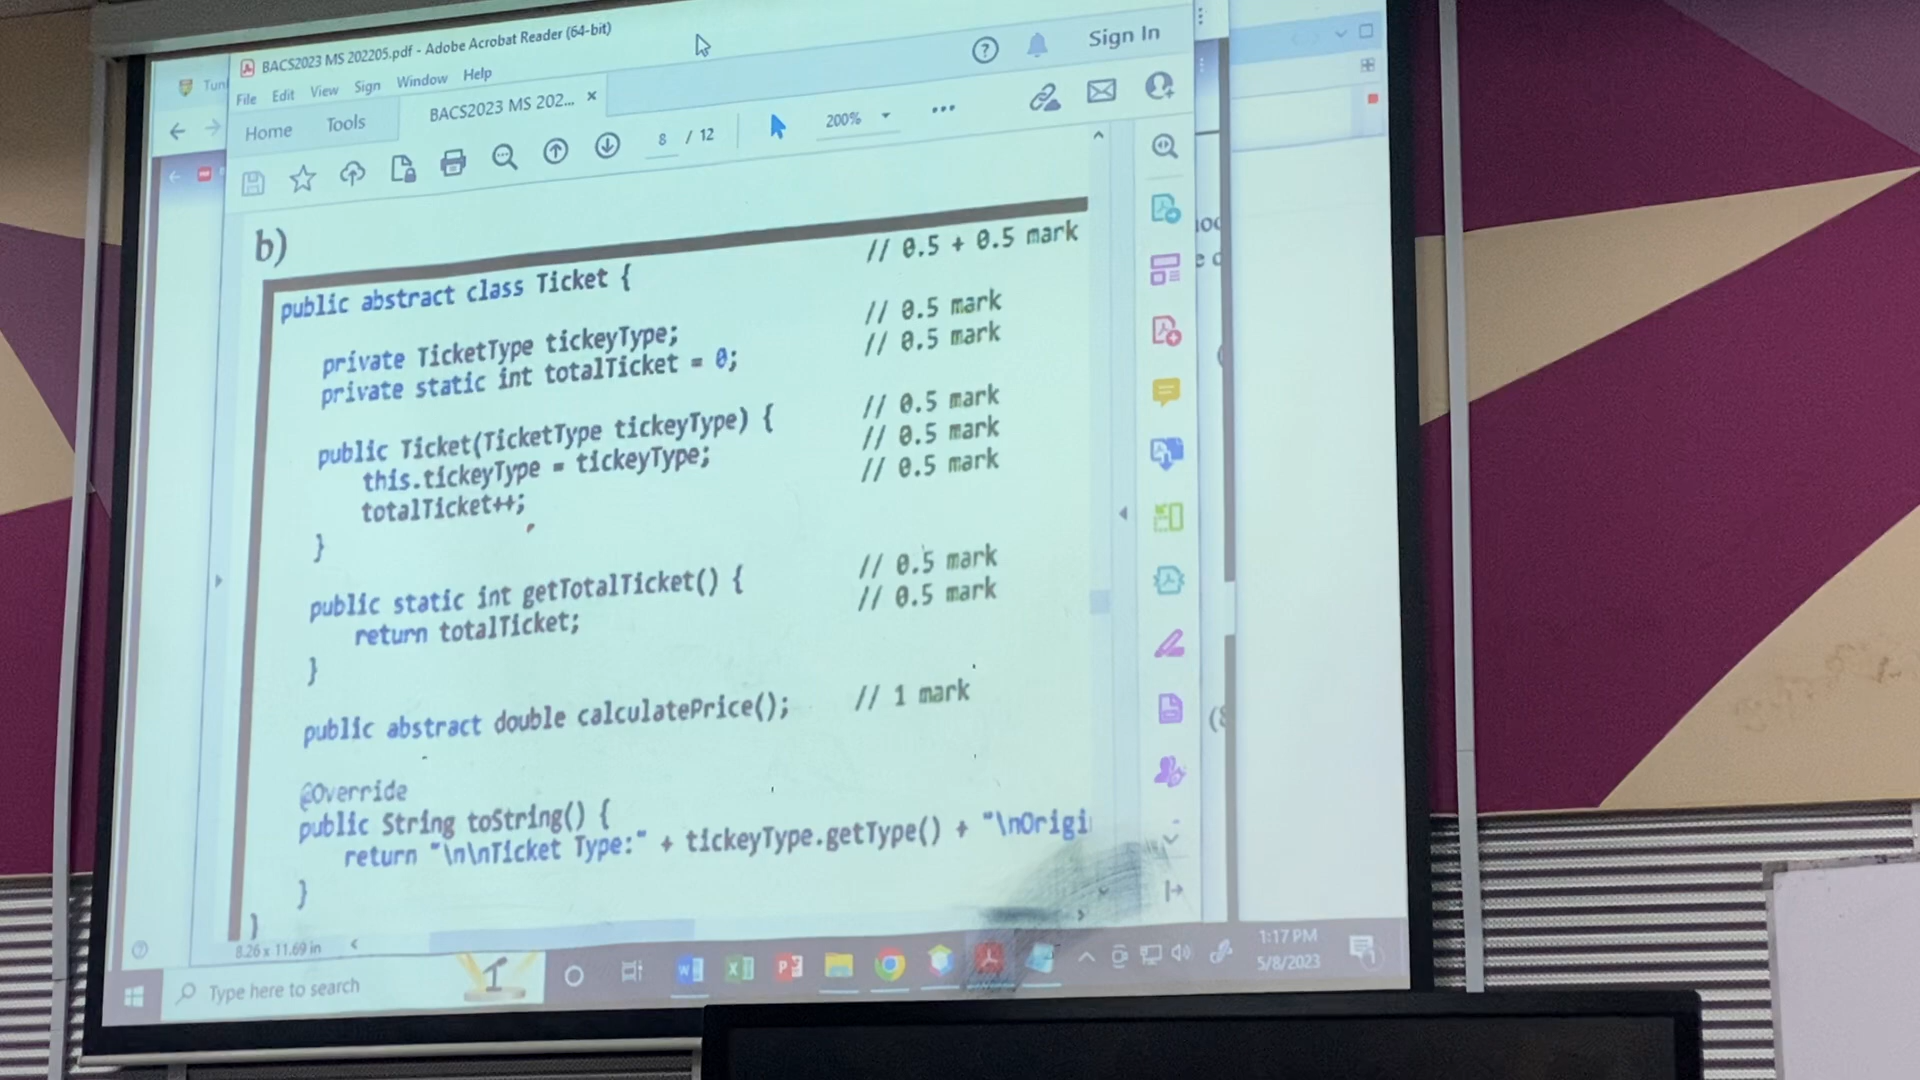 BACS2023 MS 202205.pdf - Adobe Acrobat Reader (64-bit)
File Edit View Sign Window Help
Sign In
Home Tools BACS2023 MS 202... ×
8 / 12 200%
b)
public abstract class Ticket { // 0.5 + 0.5 mark
private TicketType tickeyType; // 0.5 mark
private static int totalTicket = 0; // 0.5 mark
public Ticket(TicketType tickeyType) { // 0.5 mark
this.tickeyType = tickeyType; // 0.5 mark
totalTicket++; // 0.5 mark
}
public static int getTotalTicket() { // 0.5 mark
return totalTicket; // 0.5 mark
}
public abstract double calculatePrice(); // 1 mark
@Override
public String toString() {
return "\n\nTicket Type:" + tickeyType.getType() + "\nOrigi
}
}
8.26 x 11.69 in
Type here to search
1:17 PM
5/8/2023